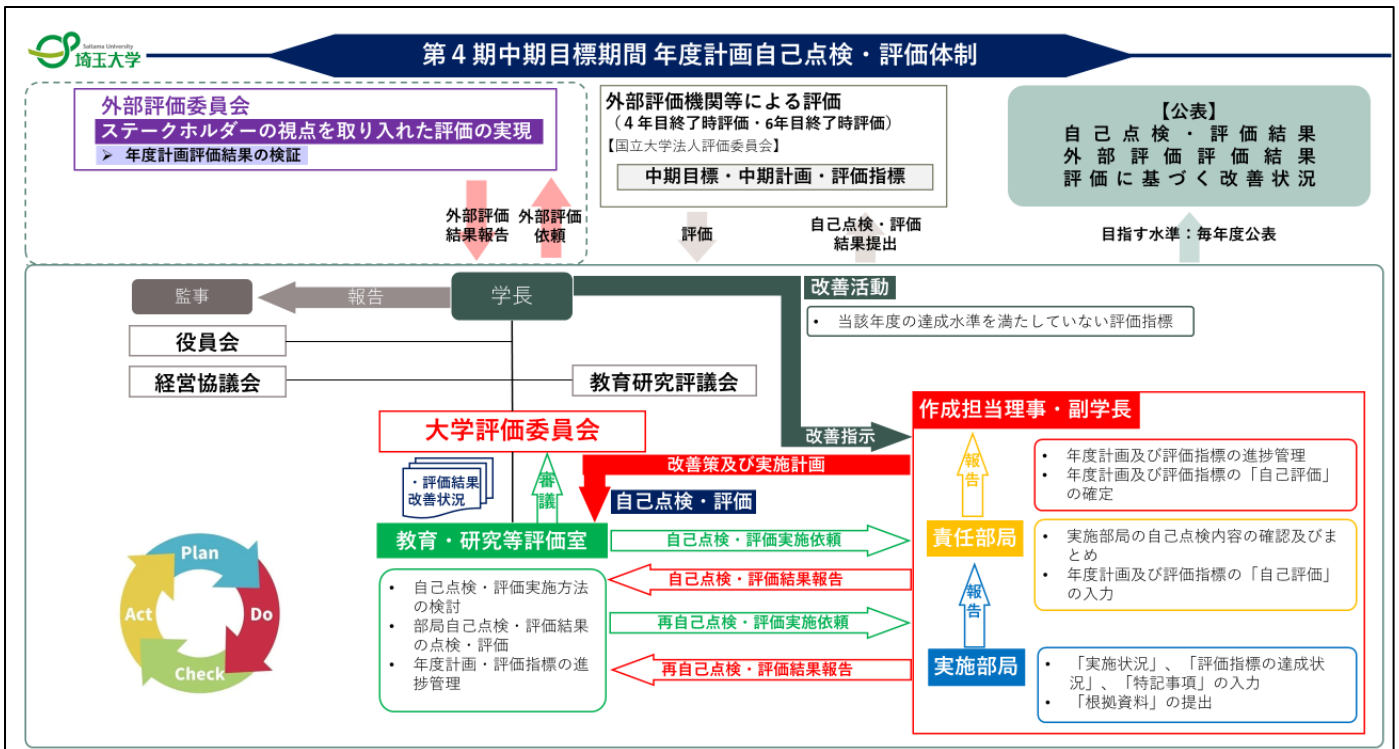 Saitama University
埼玉大学
第４期中期目標期間 年度計画自己点検・評価体制
外部評価委員会
ステークホルダーの視点を取り入れた評価の実現
➢ 年度計画評価結果の検証
外部評価機関等による評価
（４年目終了時評価・6年目終了時評価）
【国立大学法人評価委員会】
中期目標・中期計画・評価指標
【公表】
自己点検・評価結果
外部評価評価結果
評価に基づく改善状況
外部評価
結果報告
外部評価
依頼
評価
自己点検・評価
結果提出
目指す水準：毎年度公表
監事
報告
学長
改善活動
• 当該年度の達成水準を満たしていない評価指標
役員会
経営協議会
教育研究評議会
大学評価委員会
改善指示
作成担当理事・副学長
・評価結果
改善状況
審議
改善策及び実施計画
自己点検・評価
報告
• 年度計画及び評価指標の進捗管理
• 年度計画及び評価指標の「自己評価」
の確定
教育・研究等評価室
自己点検・評価実施依頼
責任部局
• 実施部局の自己点検内容の確認及びま
とめ
• 年度計画及び評価指標の「自己評価」
の入力
Plan
Do
Check
Act
• 自己点検・評価実施方法
の検討
• 部局自己点検・評価結果
の点検・評価
• 年度計画・評価指標の進
捗管理
自己点検・評価結果報告
再自己点検・評価実施依頼
再自己点検・評価結果報告
報告
実施部局
• 「実施状況」、「評価指標の達成状
況」、「特記事項」の入力
• 「根拠資料」の提出